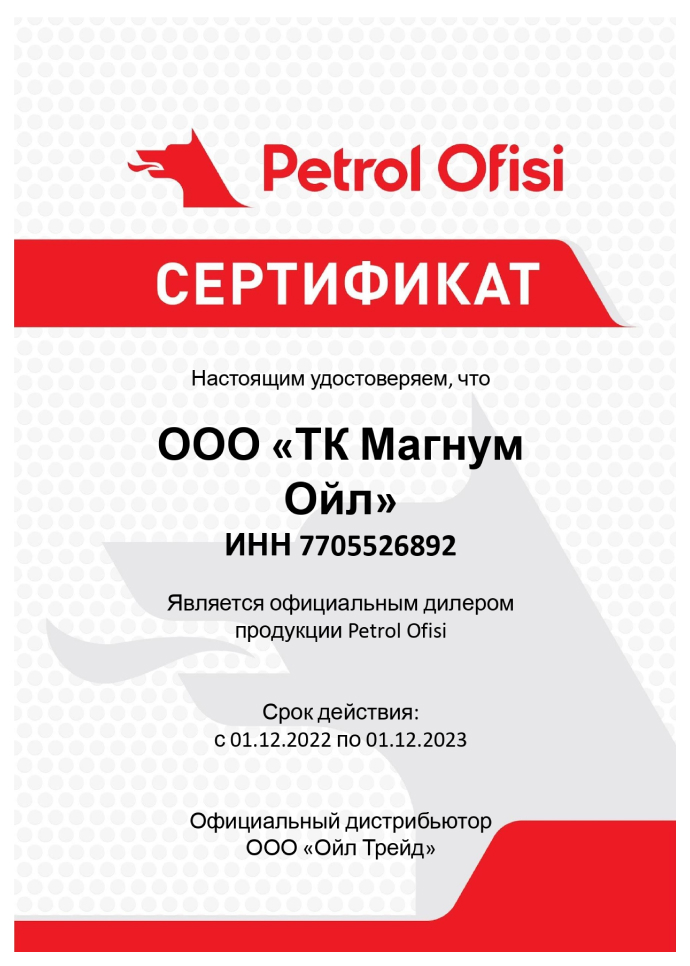 Petrol Ofisi
СЕРТИФИКАТ
Настоящим удостоверяем, что
ООО «ТК Магнум
Ойл»
ИНН 7705526892
Является официальным дилером
продукции Petrol Ofisi
Срок действия:
с 01.12.2022 по 01.12.2023
Официальный дистрибьютор
ООО «Ойл Трейд»